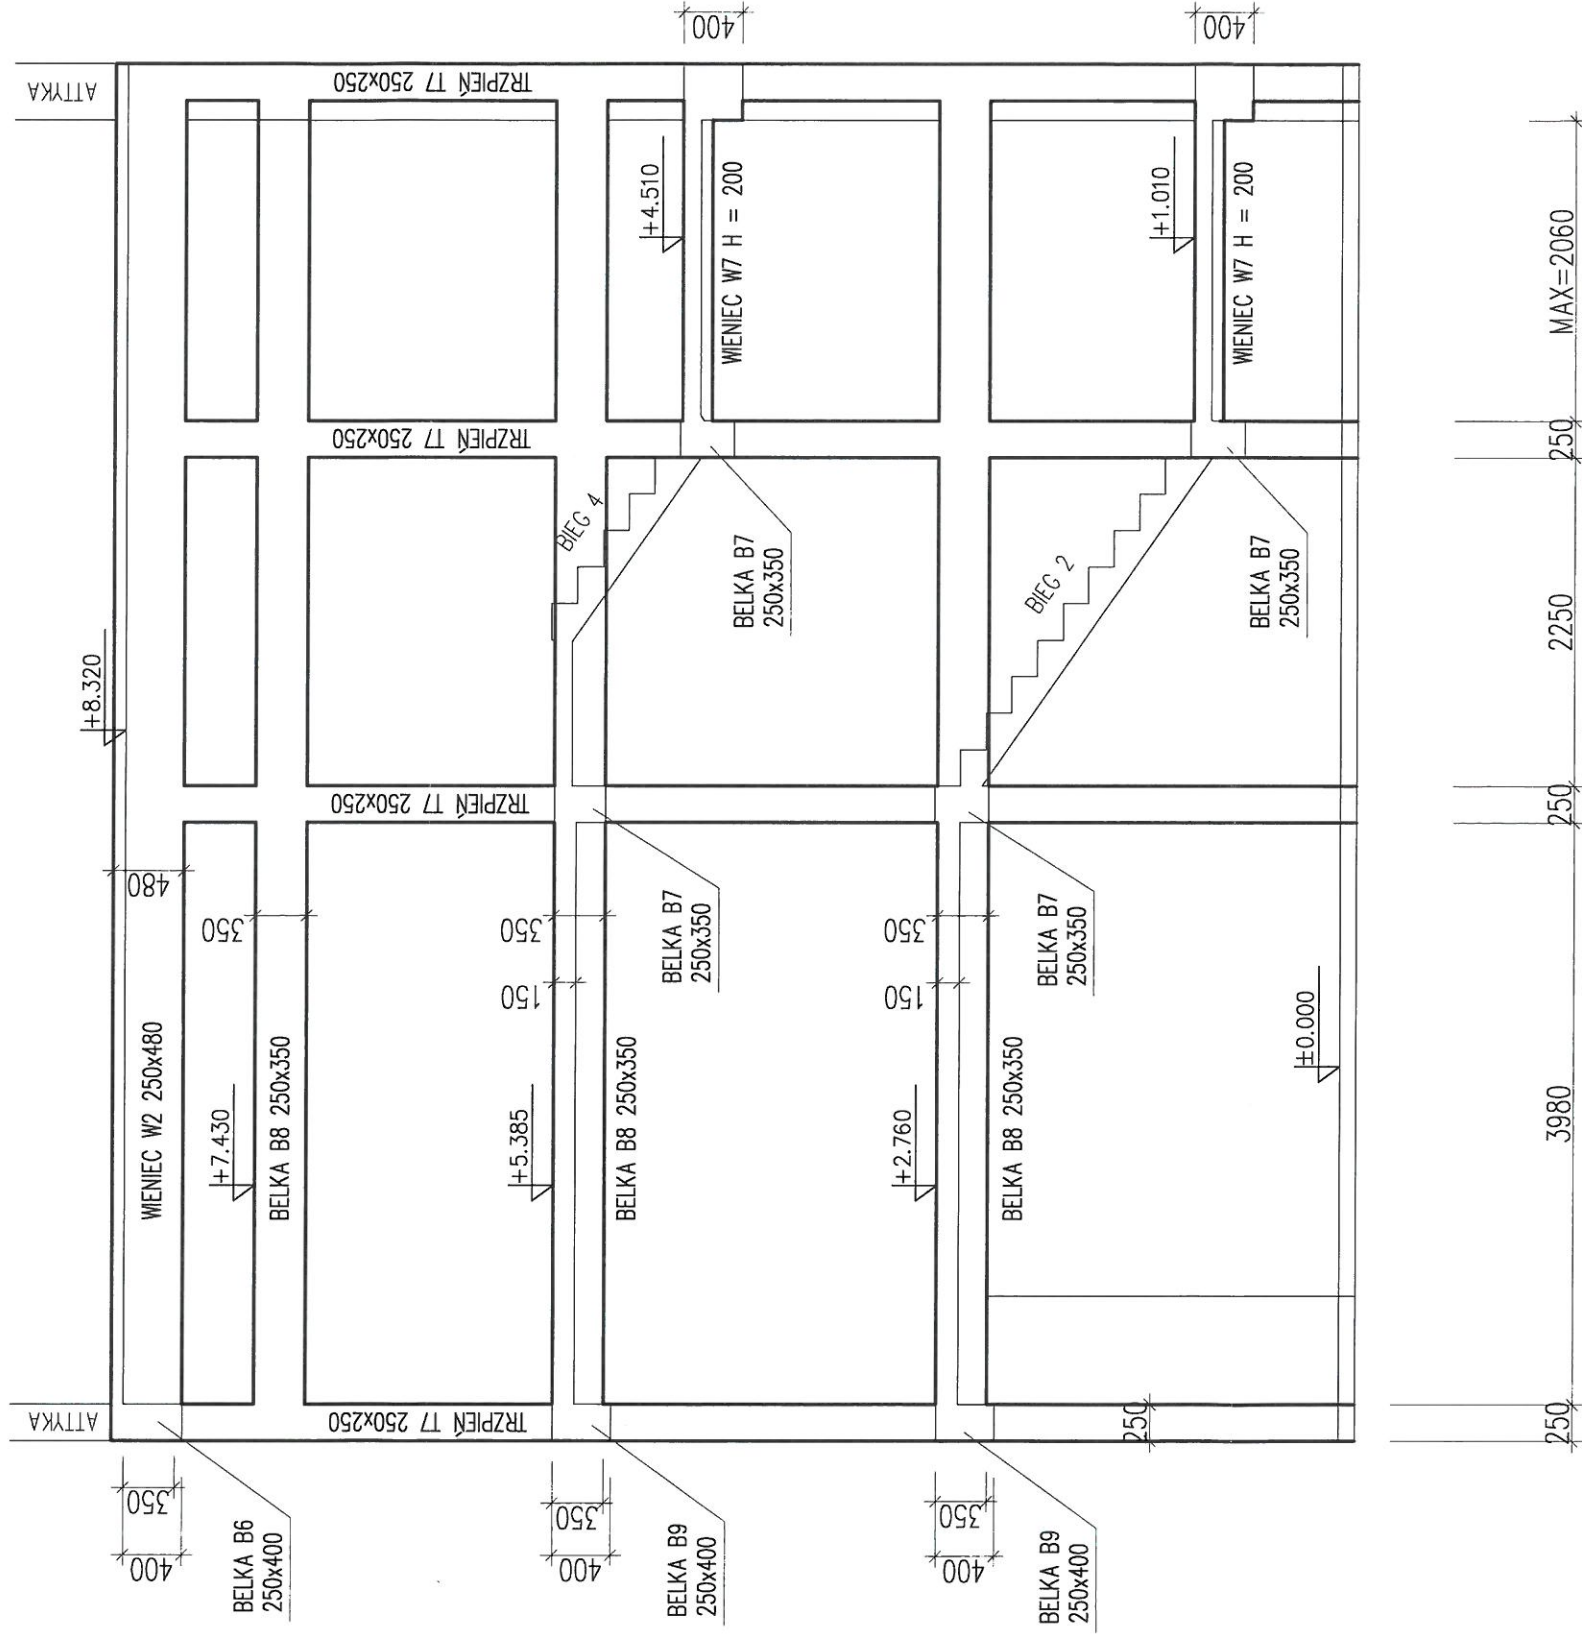 ATTYKA
400
400
TRZPIEŃ T7 250x250
+4.510
+1.010
WIENIEC W7 H = 200
WIENIEC W7 H = 200
MAX=2060
TRZPIEŃ T7 250x250
250
BIEG 4
BIEG 2
BELKA B7
250x350
BELKA B7
250x350
2250
+8.320
TRZPIEŃ T7 250x250
250
480
350
350
350
BELKA B7
250x350
BELKA B7
250x350
150
150
WIENIEC W2 250x480
BELKA B8 250x350
BELKA B8 250x350
BELKA B8 250x350
±0.000
+7.430
+5.385
+2.760
3980
ATTYKA
TRZPIEŃ T7 250x250
250
250
350
350
350
400
400
400
BELKA B6
250x400
BELKA B9
250x400
BELKA B9
250x400